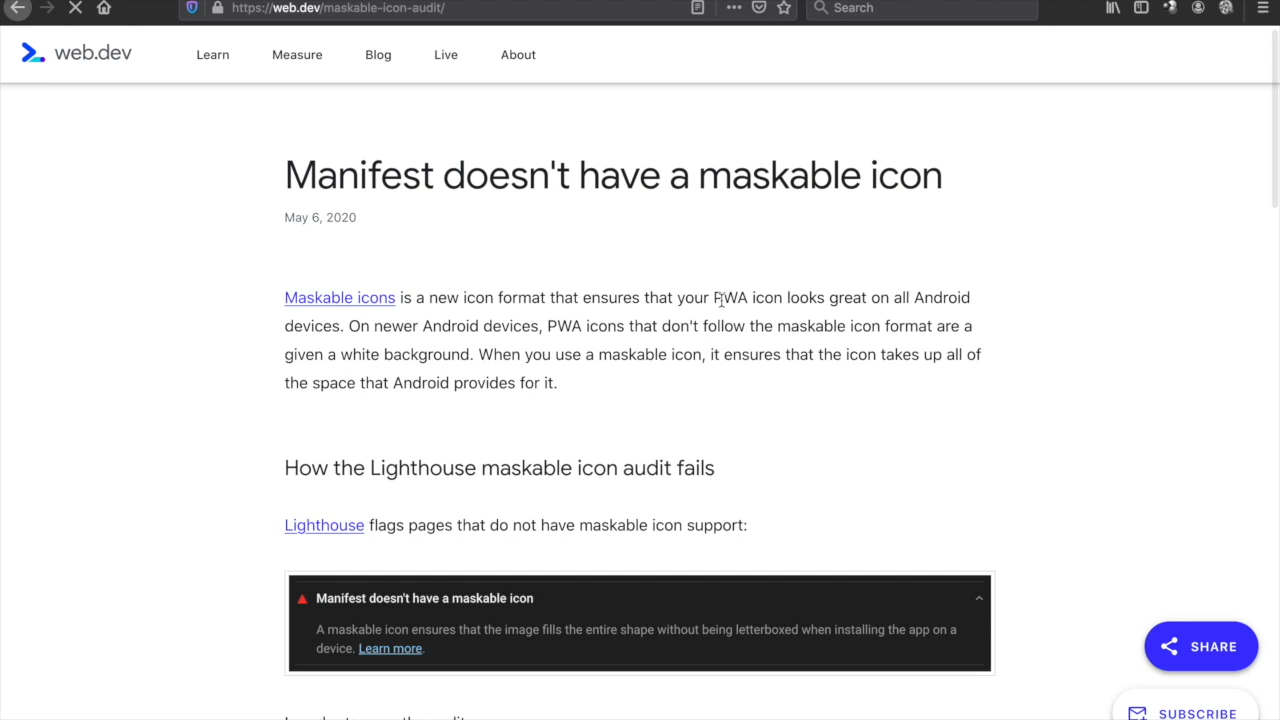 https://web.dev/maskable-icon-audit/
Search
web.dev
Learn
Measure
Blog
Live
About
Manifest doesn't have a maskable icon
May 6, 2020
Maskable icons is a new icon format that ensures that your PWA icon looks great on all Android
devices. On newer Android devices, PWA icons that don't follow the maskable icon format are a
given a white background. When you use a maskable icon, it ensures that the icon takes up all of
the space that Android provides for it.
How the Lighthouse maskable icon audit fails
Lighthouse flags pages that do not have maskable icon support:
Manifest doesn't have a maskable icon
A maskable icon ensures that the image fills the entire shape without being letterboxed when installing the app on a
device. Learn more.
SHARE
SUBSCRIBE